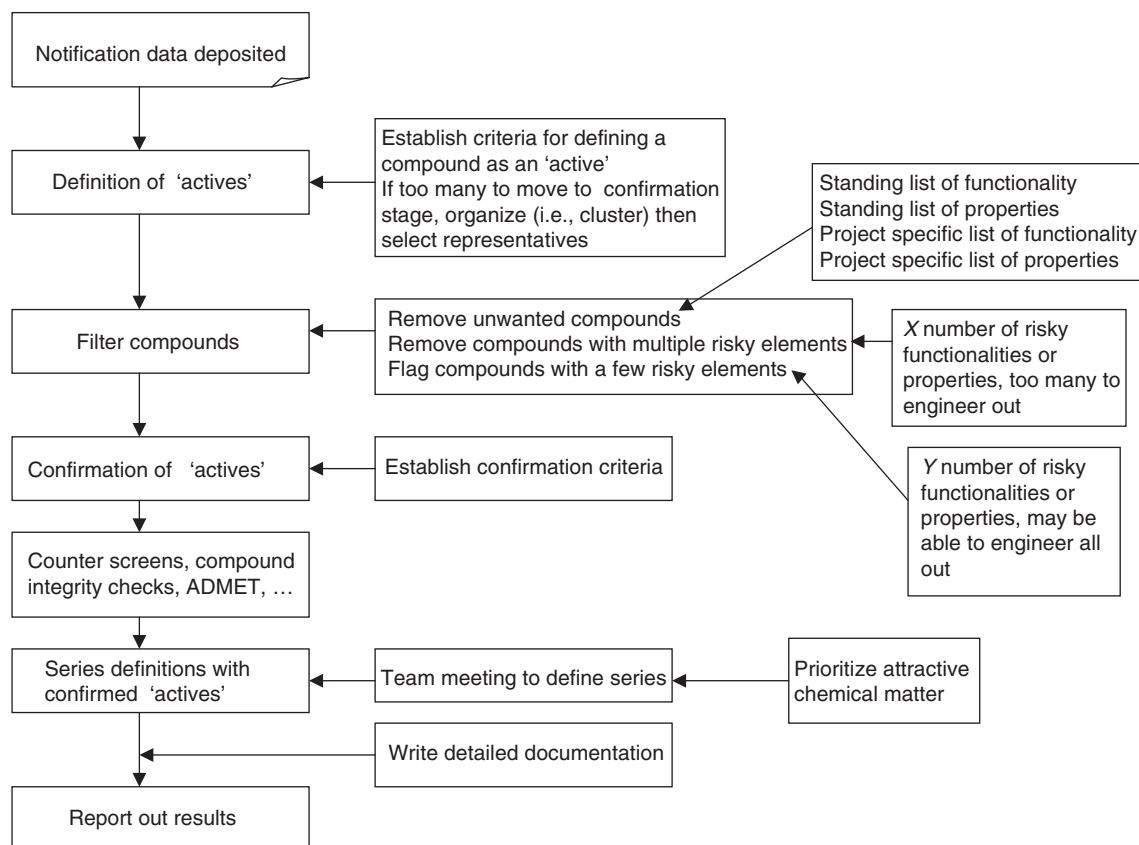 Notification data deposited
Definition of ‘actives’
Establish criteria for defining a
compound as an ‘active’
If too many to move to confirmation
stage, organize (i.e., cluster) then
select representatives
Standing list of functionality
Standing list of properties
Project specific list of functionality
Project specific list of properties
Filter compounds
Remove unwanted compounds
Remove compounds with multiple risky elements
Flag compounds with a few risky elements
X number of risky
functionalities or
properties, too many to
engineer out
Confirmation of ‘actives’
Establish confirmation criteria
Y number of risky
functionalities or
properties, may be
able to engineer all
out
Counter screens, compound
integrity checks, ADMET, …
Series definitions with
confirmed ‘actives’
Team meeting to define series
Prioritize attractive
chemical matter
Write detailed documentation
Report out results